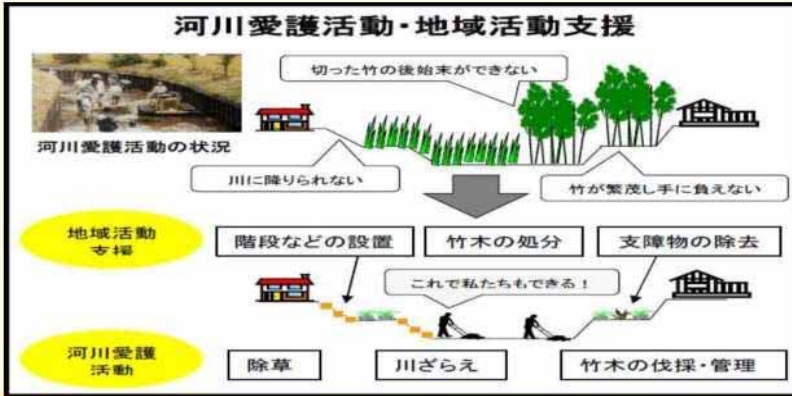 河川愛護活動・地域活動支援
切った竹の後始末ができない
河川愛護活動の状況
川に降りられない
竹が繁茂し手に負えない
地域活動
支援
階段などの設置
竹木の処分
支障物の除去
これで私たちもできる！
河川愛護
活動
除草
川ざらえ
竹木の伐採・管理